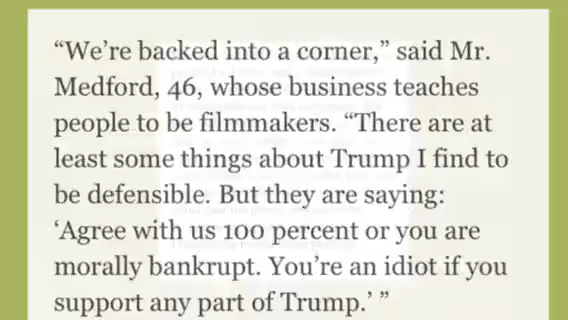 “We’re backed into a corner,” said Mr.
Medford, 46, whose business teaches
people to be filmmakers. “There are at
least some things about Trump I find to
be defensible. But they are saying:
‘Agree with us 100 percent or you are
morally bankrupt. You’re an idiot if you
support any part of Trump.’ ”